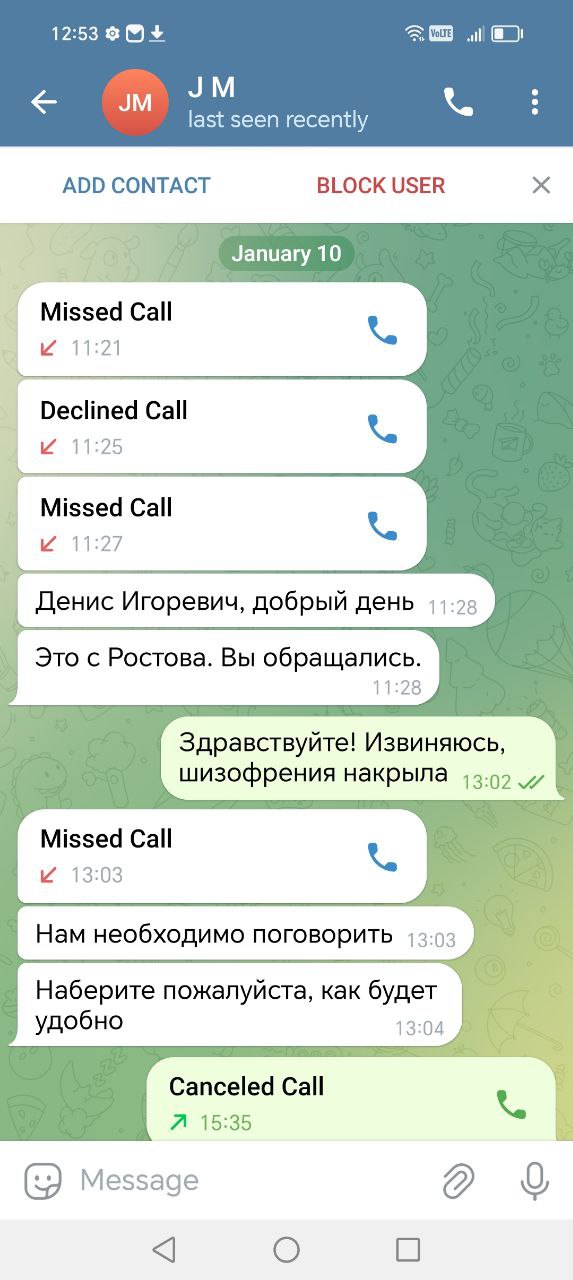 12:53
VoLTE
JM
J M
last seen recently
ADD CONTACT
BLOCK USER
January 10
Missed Call
11:21
Declined Call
11:25
Missed Call
11:27
Денис Игоревич, добрый день 11:28
Это с Ростова. Вы обращались.
11:28
Здравствуйте! Извиняюсь,
шизофрения накрыла 13:02
Missed Call
13:03
Нам необходимо поговорить 13:03
Наберите пожалуйста, как будет
удобно 13:04
Canceled Call
15:35
Message